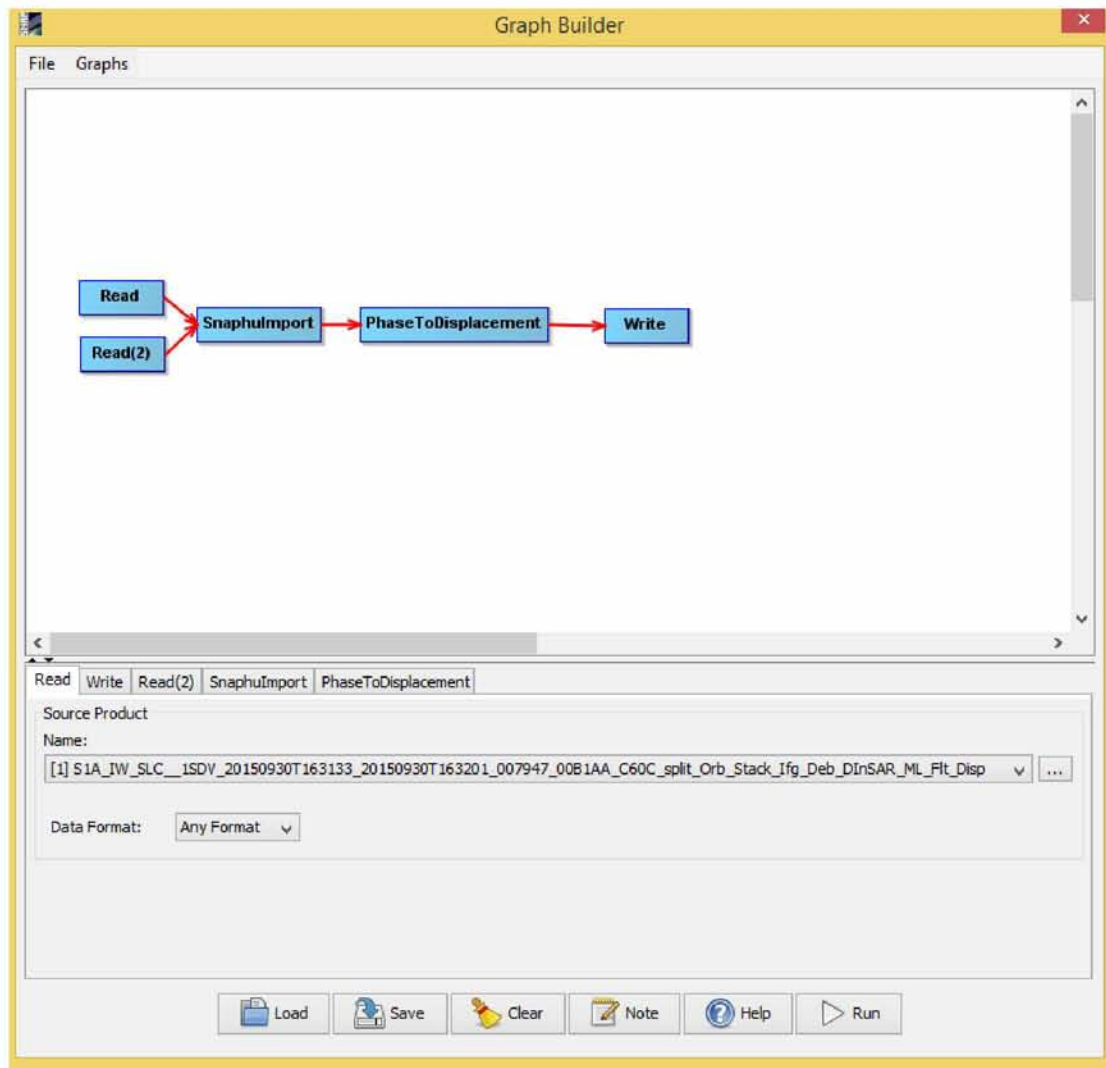 Graph Builder
File Graphs
Read
SnaphuImport
PhaseToDisplacement
Write
Read(2)
Read Write Read(2) SnaphuImport PhaseToDisplacement
Source Product
Name:
[1] S1A_IW_SLC__1SDV_20150930T163133_20150930T163201_007947_00B1AA_C60C_split_Orb_Stack_Ifg_Deb_DInSAR_ML_Flt_Disp ...
Data Format: Any Format
Load Save Clear Note Help Run